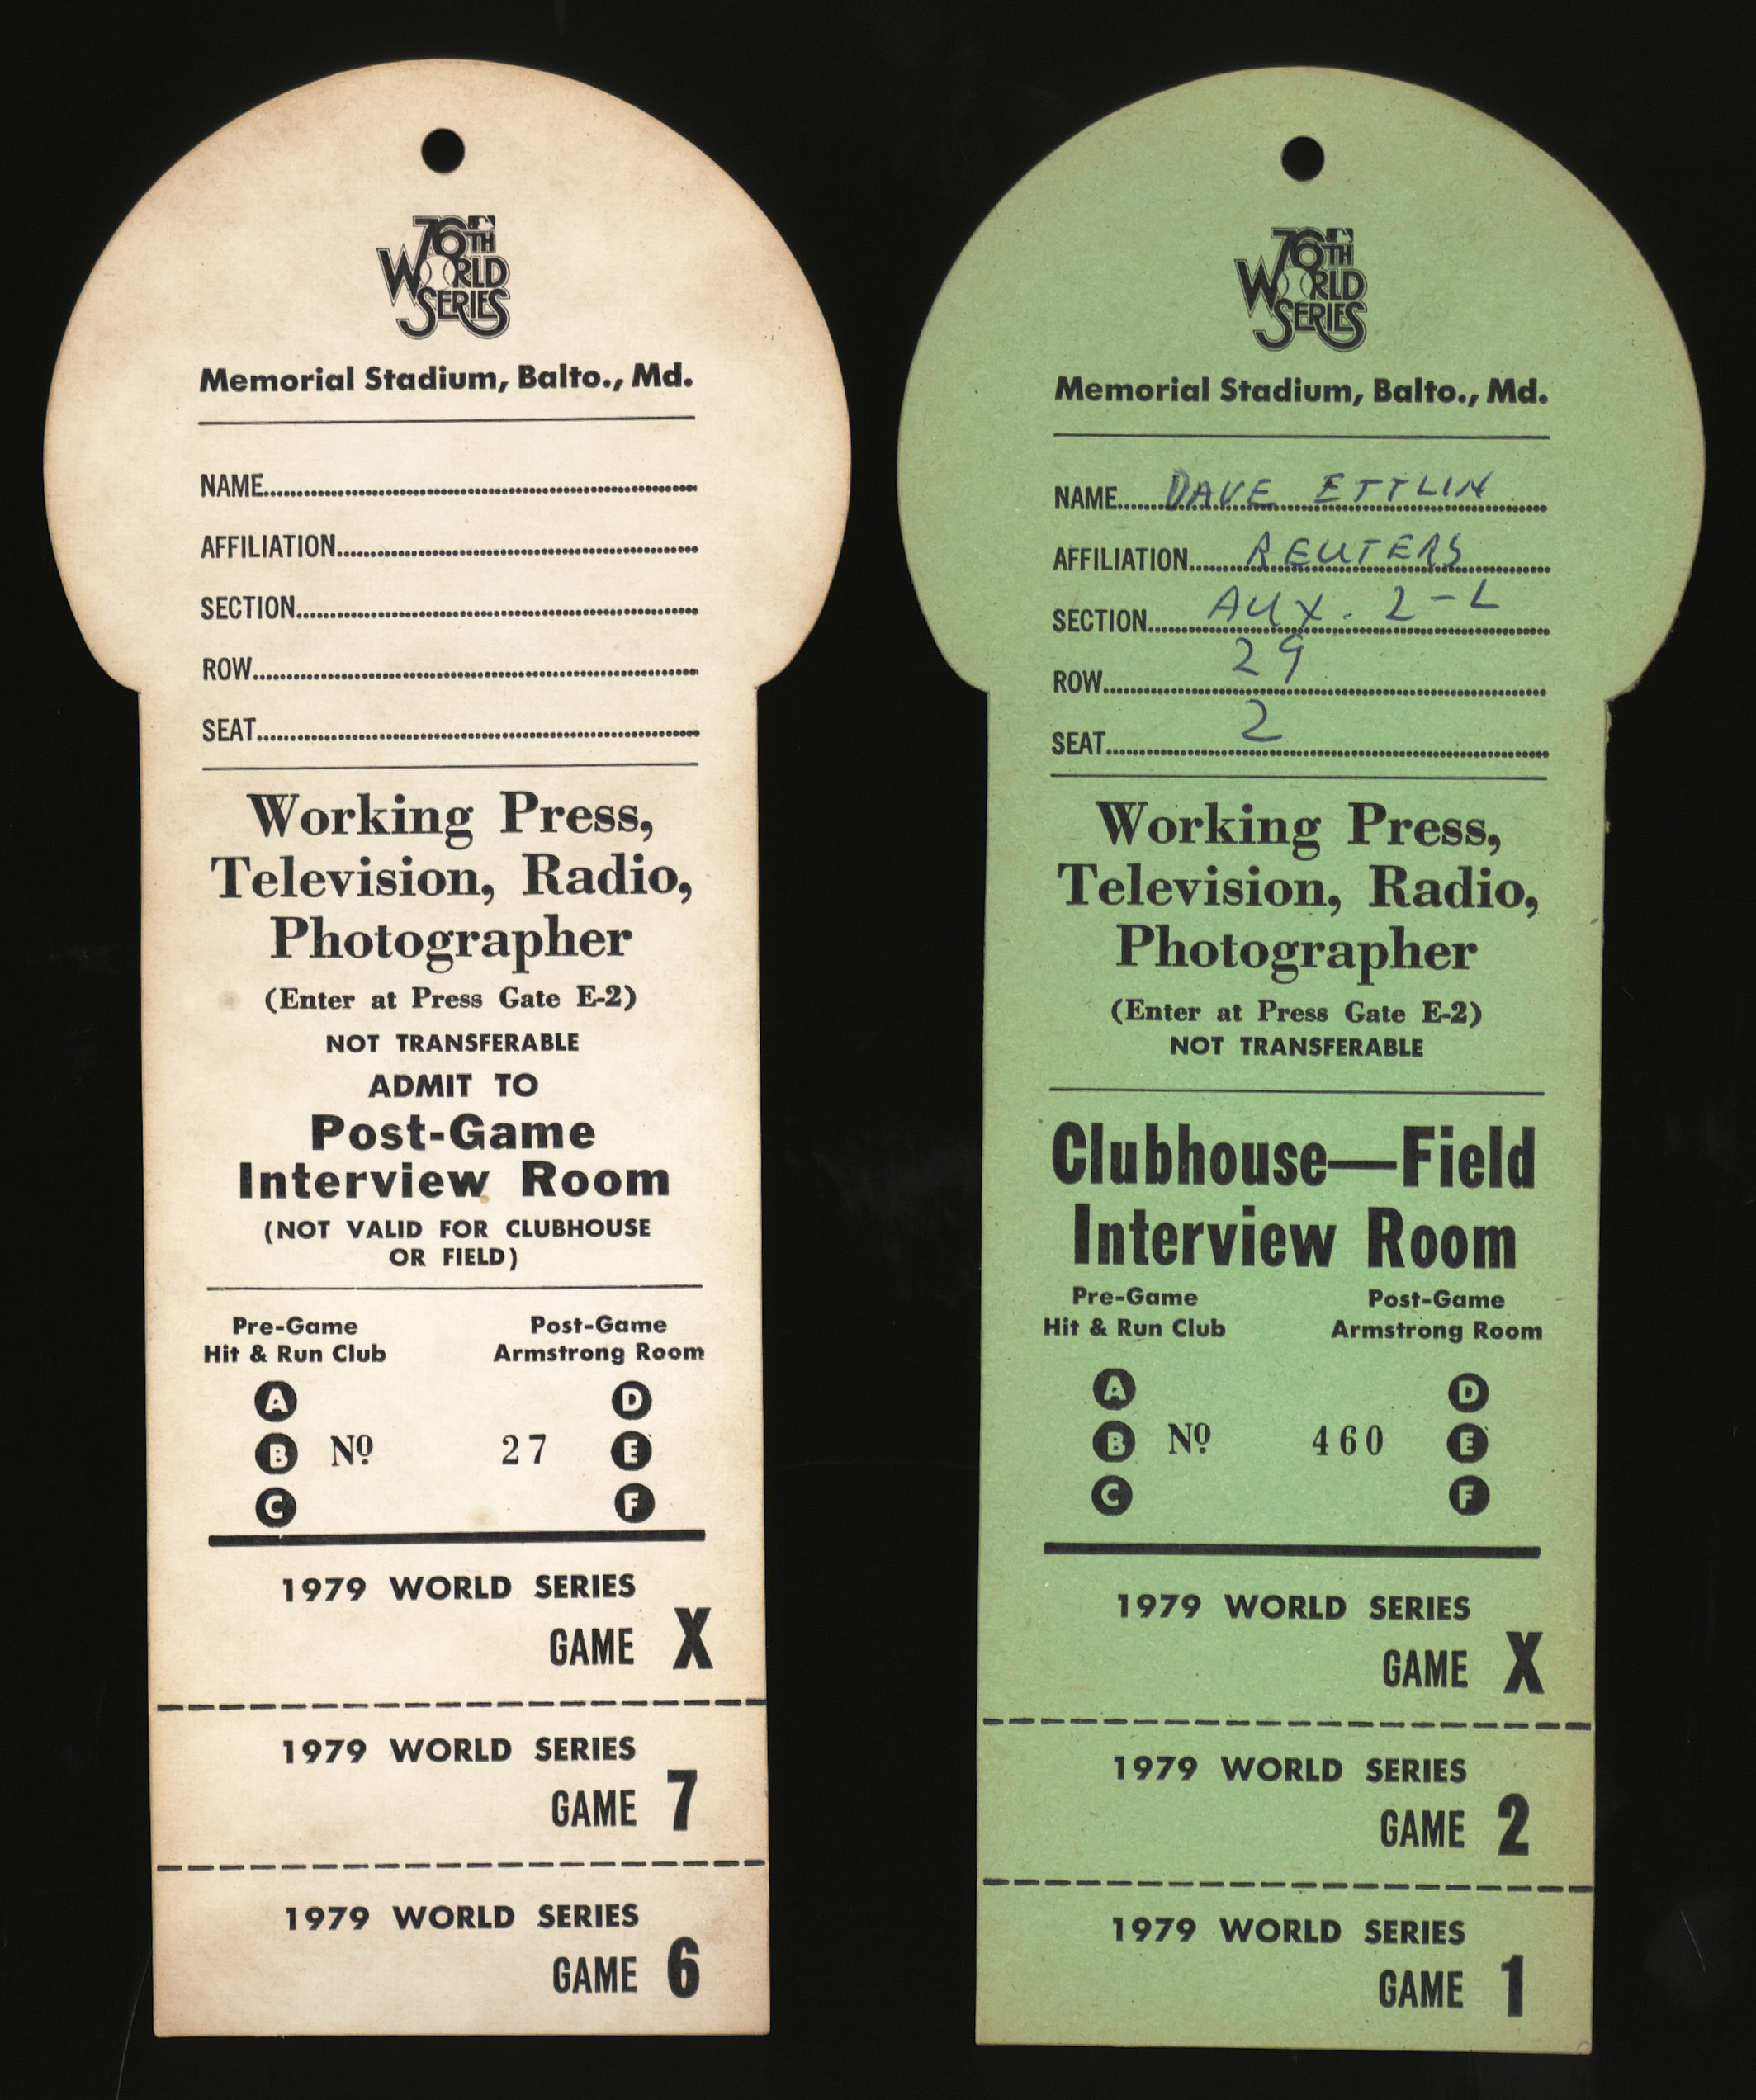 76TH
WORLD
SERIES
Memorial Stadium, Balto., Md.
NAME
AFFILIATION
SECTION
ROW
SEAT
Working Press,
Television, Radio,
Photographer
(Enter at Press Gate E-2)
NOT TRANSFERABLE
ADMIT TO
Post-Game
Interview Room
(NOT VALID FOR CLUBHOUSE
OR FIELD)
Pre-Game Post-Game
Hit & Run Club Armstrong Room
A D
B Nº 27 E
C F
1979 WORLD SERIES
GAME X
1979 WORLD SERIES
GAME 7
1979 WORLD SERIES
GAME 6
76TH
WORLD
SERIES
Memorial Stadium, Balto., Md.
NAME DAVE ETTLIN
AFFILIATION REUTERS
SECTION AUX. 2-L
ROW 29
SEAT 2
Working Press,
Television, Radio,
Photographer
(Enter at Press Gate E-2)
NOT TRANSFERABLE
Clubhouse—Field
Interview Room
Pre-Game Post-Game
Hit & Run Club Armstrong Room
A D
B Nº 460 E
C F
1979 WORLD SERIES
GAME X
1979 WORLD SERIES
GAME 2
1979 WORLD SERIES
GAME 1